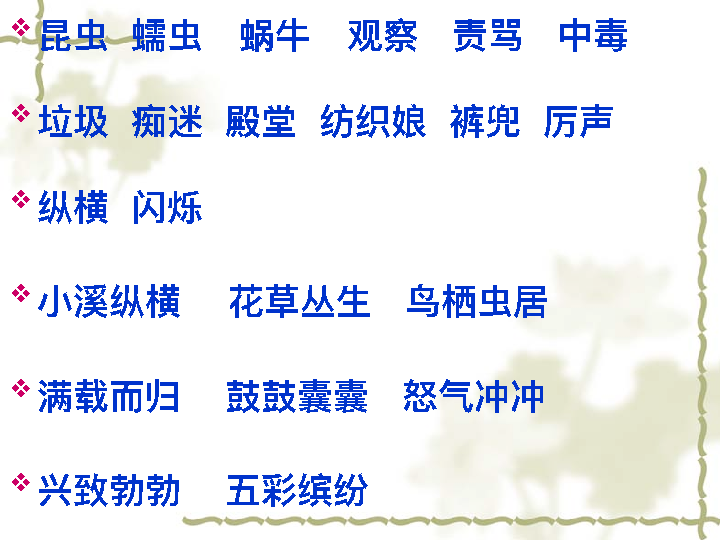 昆虫 蠕虫 蜗牛 观察 责骂 中毒
垃圾 痴迷 殿堂 纺织娘 裤兜 厉声
纵横 闪烁
小溪纵横 花草丛生 鸟栖虫居
满载而归 鼓鼓囊囊 怒气冲冲
兴致勃勃 五彩缤纷